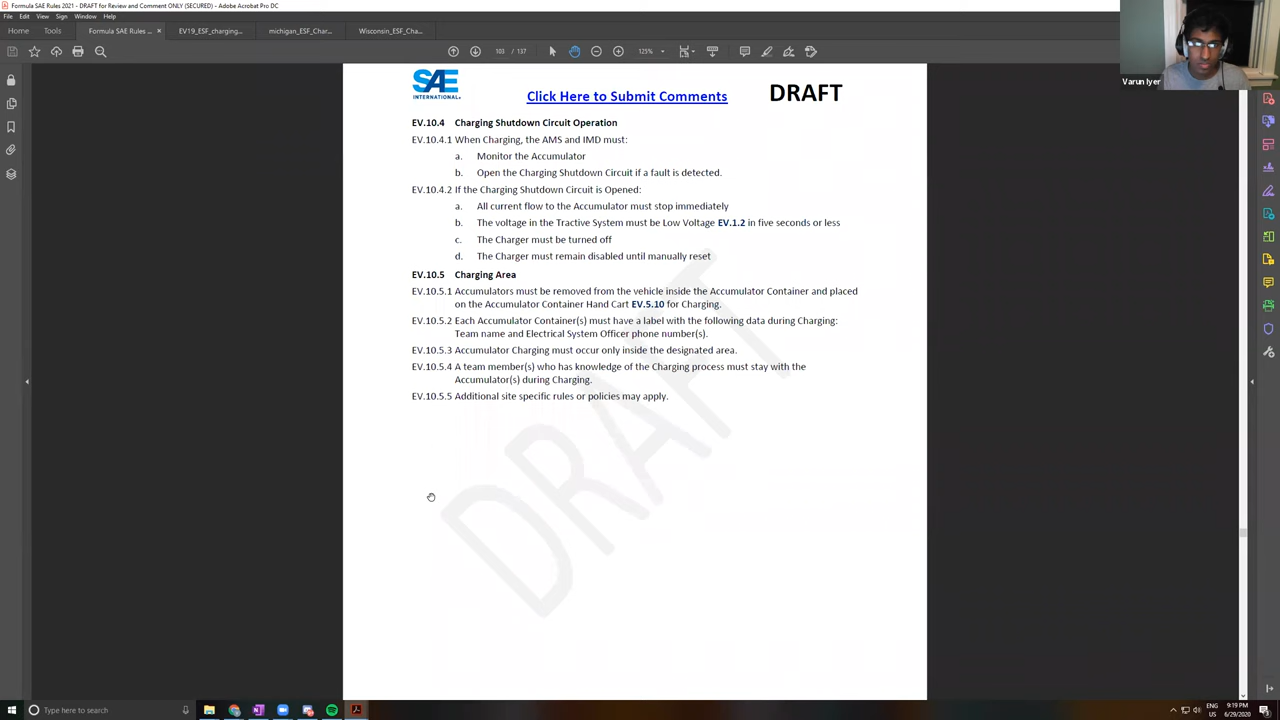 Formula SAE Rules 2021 - DRAFT for Review and Comment ONLY (SECURED) - Adobe Acrobat Pro DC
File Edit View Sign Window Help
Home Tools Formula SAE Rules ... × EV19_ESF_charging... michigan_ESF_Char... Wisconsin_ESF_Cha...
103 / 137 125%
Varun Iyer
SAE INTERNATIONAL
Click Here to Submit Comments DRAFT
EV.10.4 Charging Shutdown Circuit Operation
EV.10.4.1 When Charging, the AMS and IMD must:
a. Monitor the Accumulator
b. Open the Charging Shutdown Circuit if a fault is detected.
EV.10.4.2 If the Charging Shutdown Circuit is Opened:
a. All current flow to the Accumulator must stop immediately
b. The voltage in the Tractive System must be Low Voltage EV.1.2 in five seconds or less
c. The Charger must be turned off
d. The Charger must remain disabled until manually reset
EV.10.5 Charging Area
EV.10.5.1 Accumulators must be removed from the vehicle inside the Accumulator Container and placed
on the Accumulator Container Hand Cart EV.5.10 for Charging.
EV.10.5.2 Each Accumulator Container(s) must have a label with the following data during Charging:
Team name and Electrical System Officer phone number(s).
EV.10.5.3 Accumulator Charging must occur only inside the designated area.
EV.10.5.4 A team member(s) who has knowledge of the Charging process must stay with the
Accumulator(s) during Charging.
EV.10.5.5 Additional site specific rules or policies may apply.
DRAFT
Type here to search
ENG 9:19 PM
US 6/29/2020